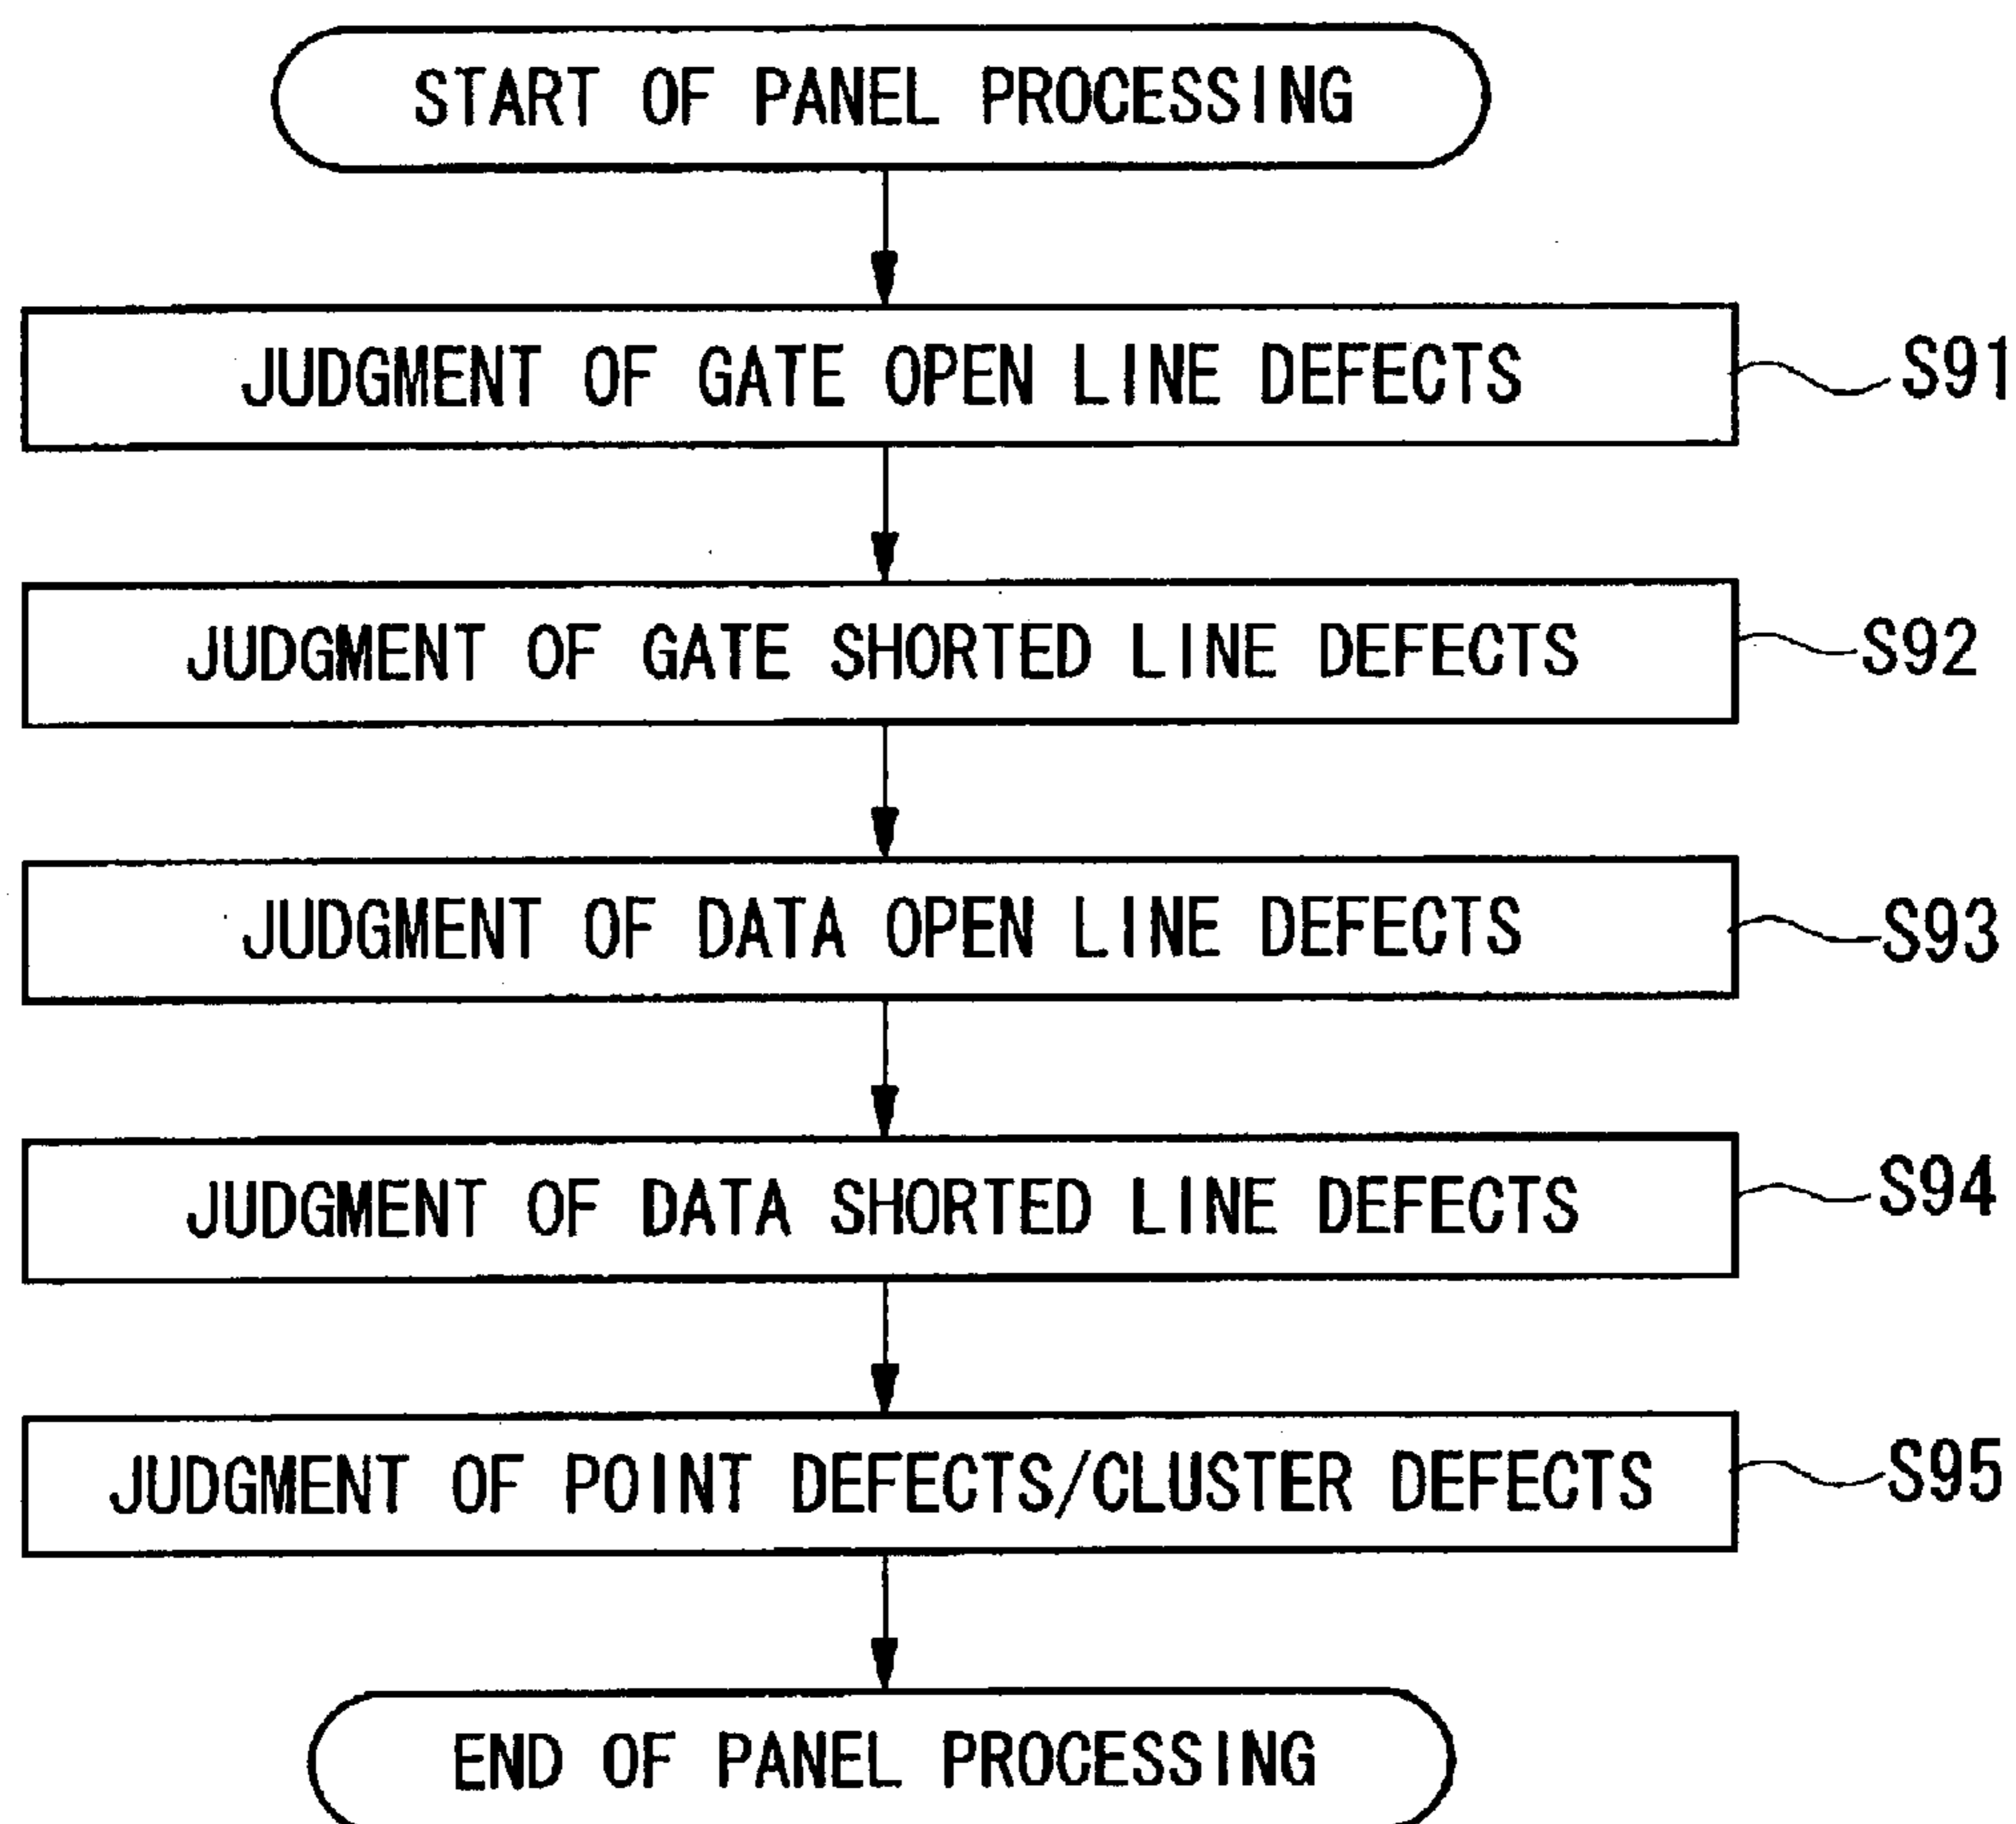 START OF PANEL PROCESSING
JUDGMENT OF GATE OPEN LINE DEFECTS
S91
JUDGMENT OF GATE SHORTED LINE DEFECTS
S92
JUDGMENT OF DATA OPEN LINE DEFECTS
S93
JUDGMENT OF DATA SHORTED LINE DEFECTS
S94
JUDGMENT OF POINT DEFECTS/CLUSTER DEFECTS
S95
END OF PANEL PROCESSING